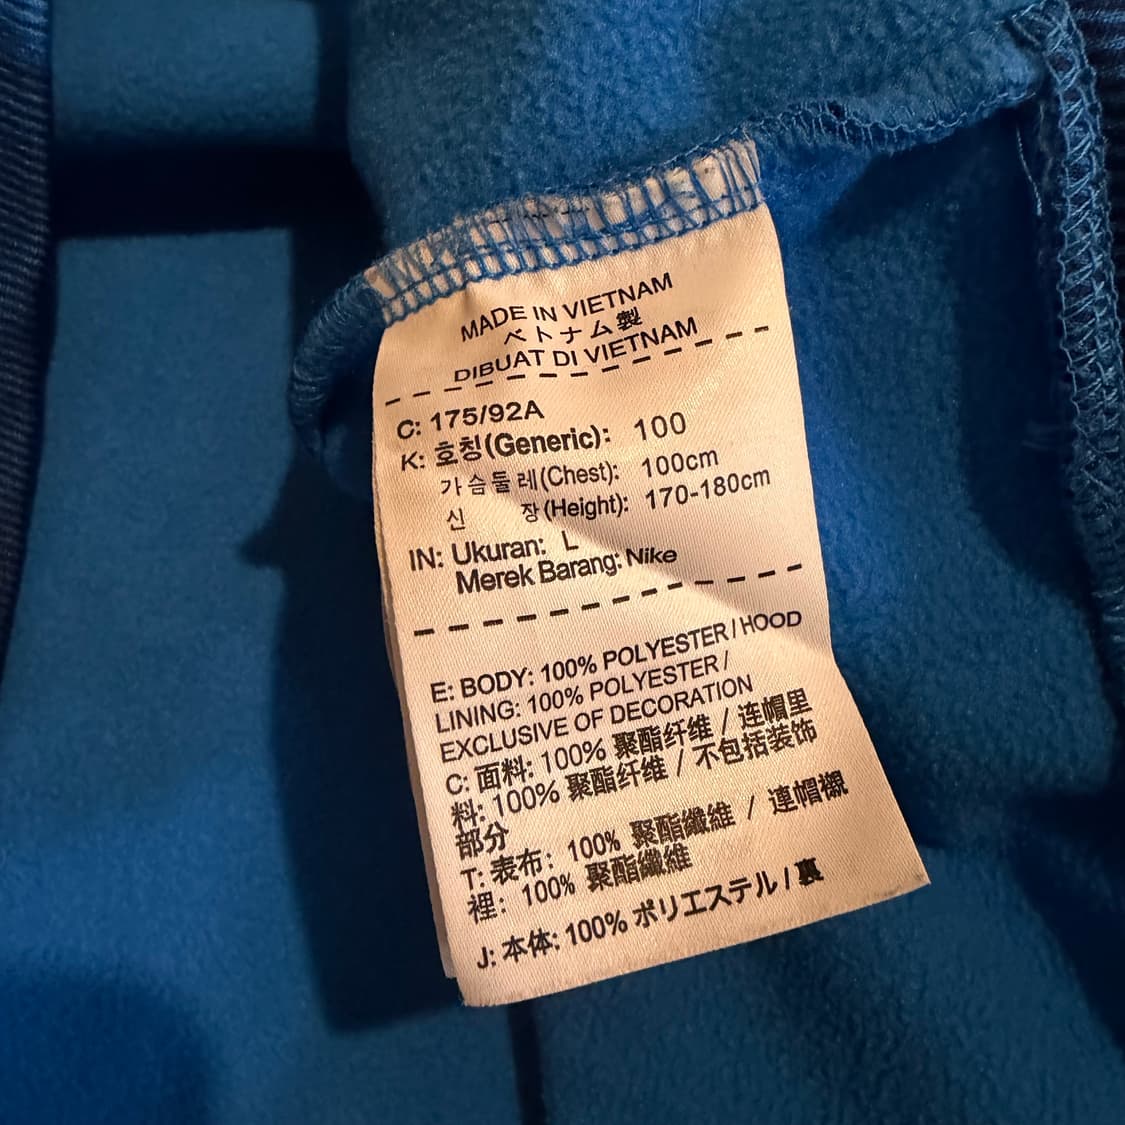 MADE IN VIETNAM
ベトナム製
DIBUAT DI VIETNAM
C: 175/92A
K: 호칭(Generic): 100
가슴둘레(Chest): 100cm
신 장(Height): 170-180cm
IN: Ukuran: L
Merek Barang: Nike
E: BODY: 100% POLYESTER / HOOD
LINING: 100% POLYESTER /
EXCLUSIVE OF DECORATION
C: 面料: 100% 聚酯纤维 / 连帽里
料: 100% 聚酯纤维 / 不包括装饰
部分
T: 表布: 100% 聚酯纖維 / 連帽襯
裡: 100% 聚酯纖維
J: 本体: 100% ポリエステル / 裏